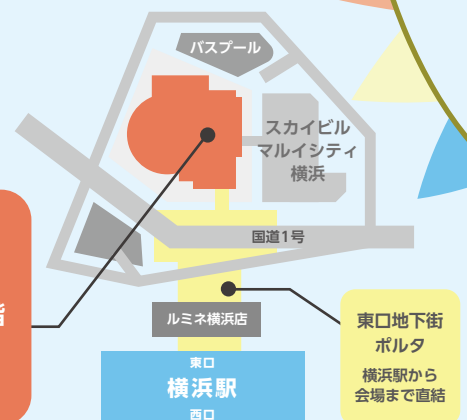 バスプール
スカイビル
マルイシティ
横浜
国道1号
階
ルミネ横浜店
東口
横浜駅
西口
東口地下街
ポルタ
横浜駅から
会場まで直結